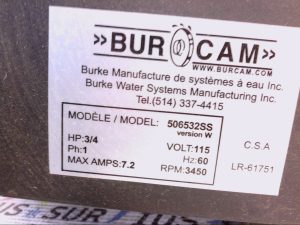 »BUR CAM«
WWW.BURCAM.COM
Burke Manufacture de systèmes à eau Inc.
Burke Water Systems Manufacturing Inc.
Tel.(514) 337-4415
MODÈLE / MODEL: 506532SS
version W
HP:3/4 VOLT:115 C.S.A
Ph:1 Hz:60
MAX AMPS:7.2 RPM:3450 LR-61751